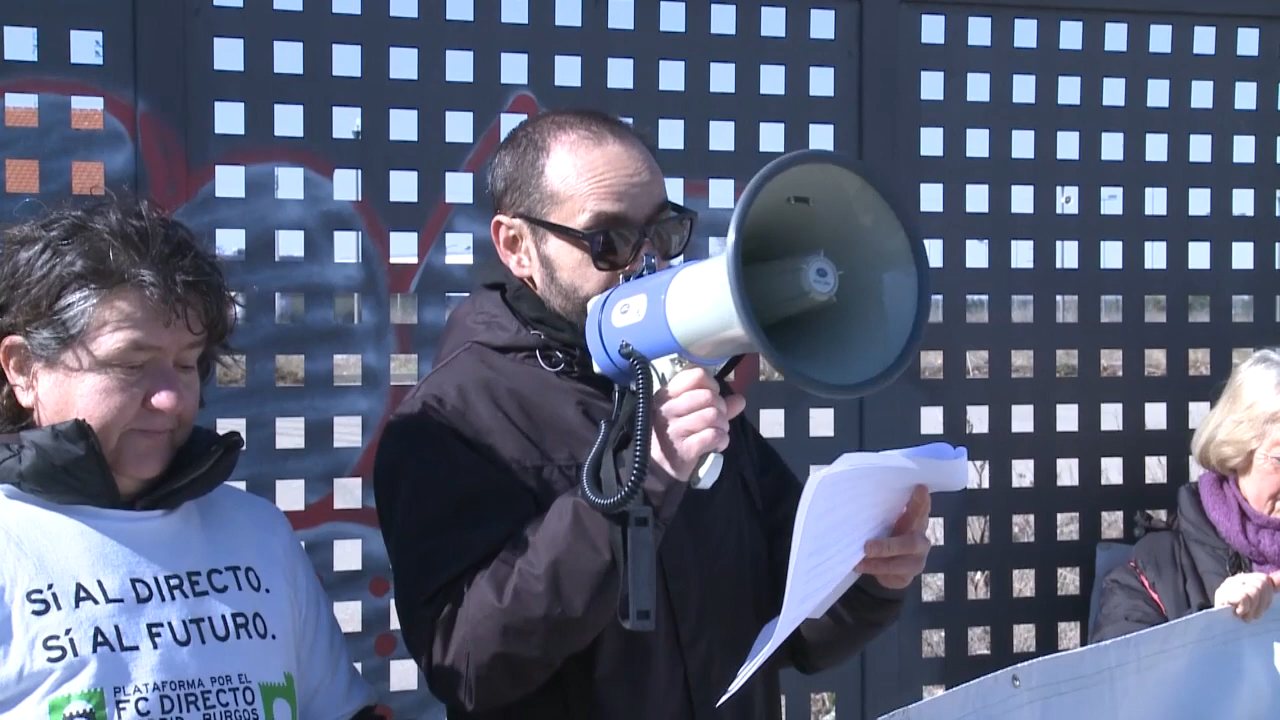 SÍ AL DIRECTO.
SÍ AL FUTURO.
PLATAFORMA POR EL
FC DIRECTO
BURGOS